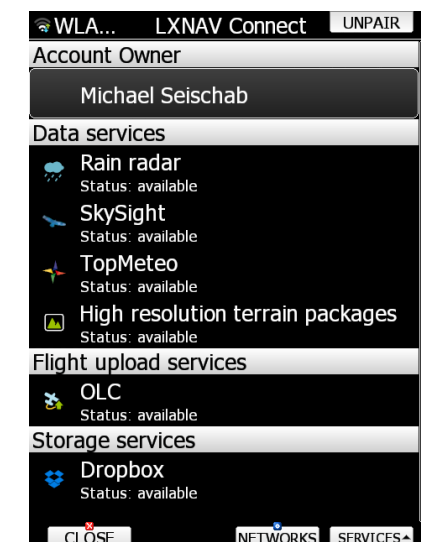 WLA... LXNAV Connect UNPAIR
Account Owner
Michael Seischab
Data services
Rain radar
Status: available
SkySight
Status: available
TopMeteo
Status: available
High resolution terrain packages
Status: available
Flight upload services
OLC
Status: available
Storage services
Dropbox
Status: available
CLOSE NETWORKS SERVICES